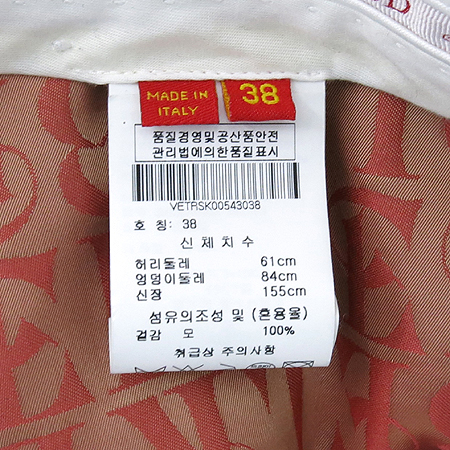 D
MADE IN
ITALY
38
품질경영및공산품안전
관리법에의한품질표시
VETRSK00543038
호 칭: 38
신 체 치 수
허리둘레 61cm
엉덩이둘레 84cm
신장 155cm
섬유의조성 및 (혼용율)
겉감 모 100%
취급상 주의사항